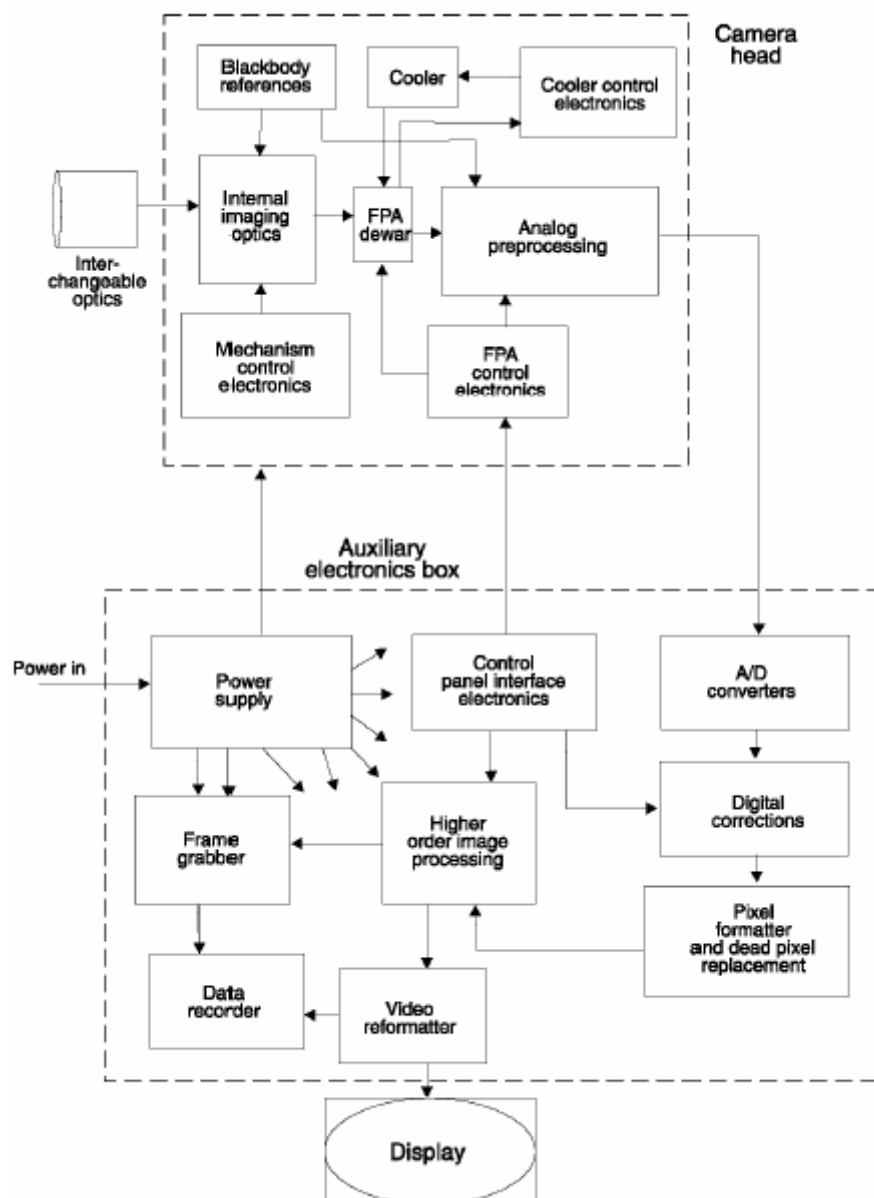 Camera
head
Blackbody
references
Cooler
Cooler control
electronics
Internal
imaging
optics
FPA
dewar
Analog
preprocessing
Inter-
changeable
optics
Mechanism
control
electronics
FPA
control
electronics
Auxiliary
electronics box
Power in
Power
supply
Control
panel interface
electronics
A/D
converters
Frame
grabber
Higher
order image
processing
Digital
corrections
Pixel
formatter
and dead pixel
replacement
Data
recorder
Video
reformatter
Display